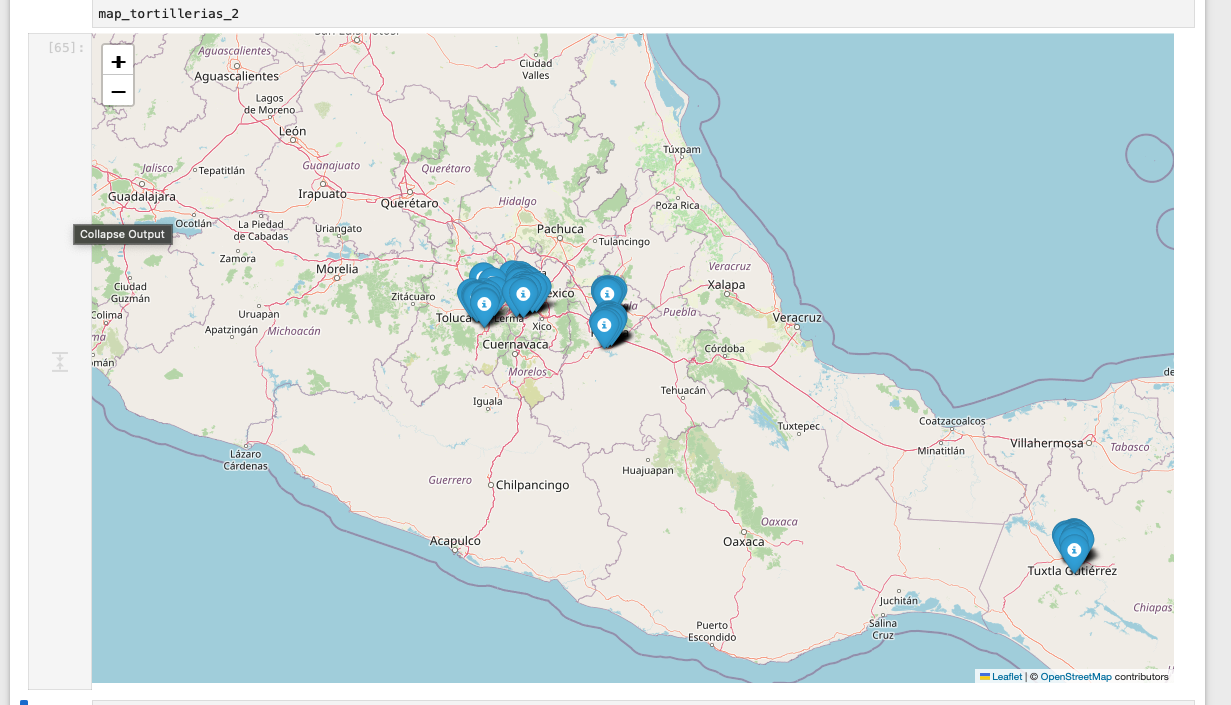 map_tortillerias_2
[65]:
+
−
Aguascalientes
Aguascalientes
Ciudad
Valles
Lagos
de Moreno
León
Túxpam
Jalisco
Tepatitlán
Guanajuato
Querétaro
Guadalajara
Irapuato
Querétaro
Hidalgo
Poza Rica
Ocotlán
La Piedad
de Cabadas
Uriangato
Pachuca
Tulancingo
Collapse Output
Zamora
Morelia
Veracruz
Xalapa
Ciudad
Guzmán
Zitácuaro
Colima
Uruapan
Toluca
Xico
Puebla
Veracruz
Apatzingán
Michoacán
Cuernavaca
Córdoba
Morelos
Tehuacán
Iguala
Tuxtepec
Coatzacoalcos
Minatitlán
Villahermosa
Tabasco
Lázaro
Cárdenas
Huajuapan
Guerrero
Chilpancingo
Oaxaca
Acapulco
Oaxaca
Tuxtla Gutiérrez
Juchitán
Chiapas
Salina
Cruz
Puerto
Escondido
Leaflet | © OpenStreetMap contributors